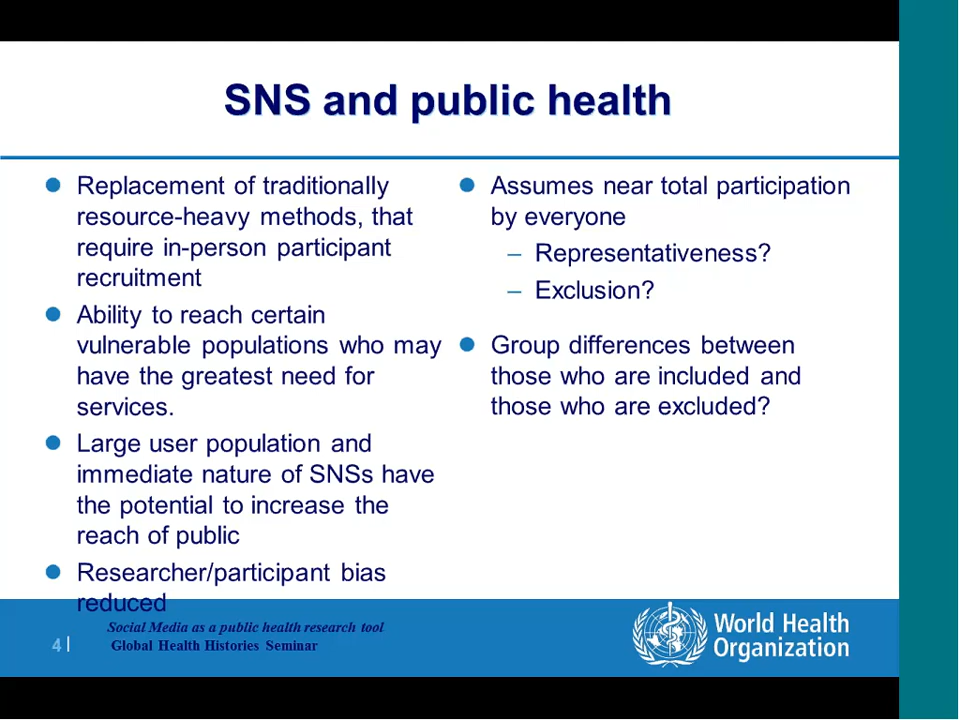 SNS and public health
Replacement of traditionally
resource-heavy methods, that
require in-person participant
recruitment
Ability to reach certain
vulnerable populations who may
have the greatest need for
services.
Large user population and
immediate nature of SNSs have
the potential to increase the
reach of public
Researcher/participant bias
reduced
Assumes near total participation
by everyone
– Representativeness?
– Exclusion?
Group differences between
those who are included and
those who are excluded?
Social Media as a public health research tool
4 |
Global Health Histories Seminar
World Health
Organization